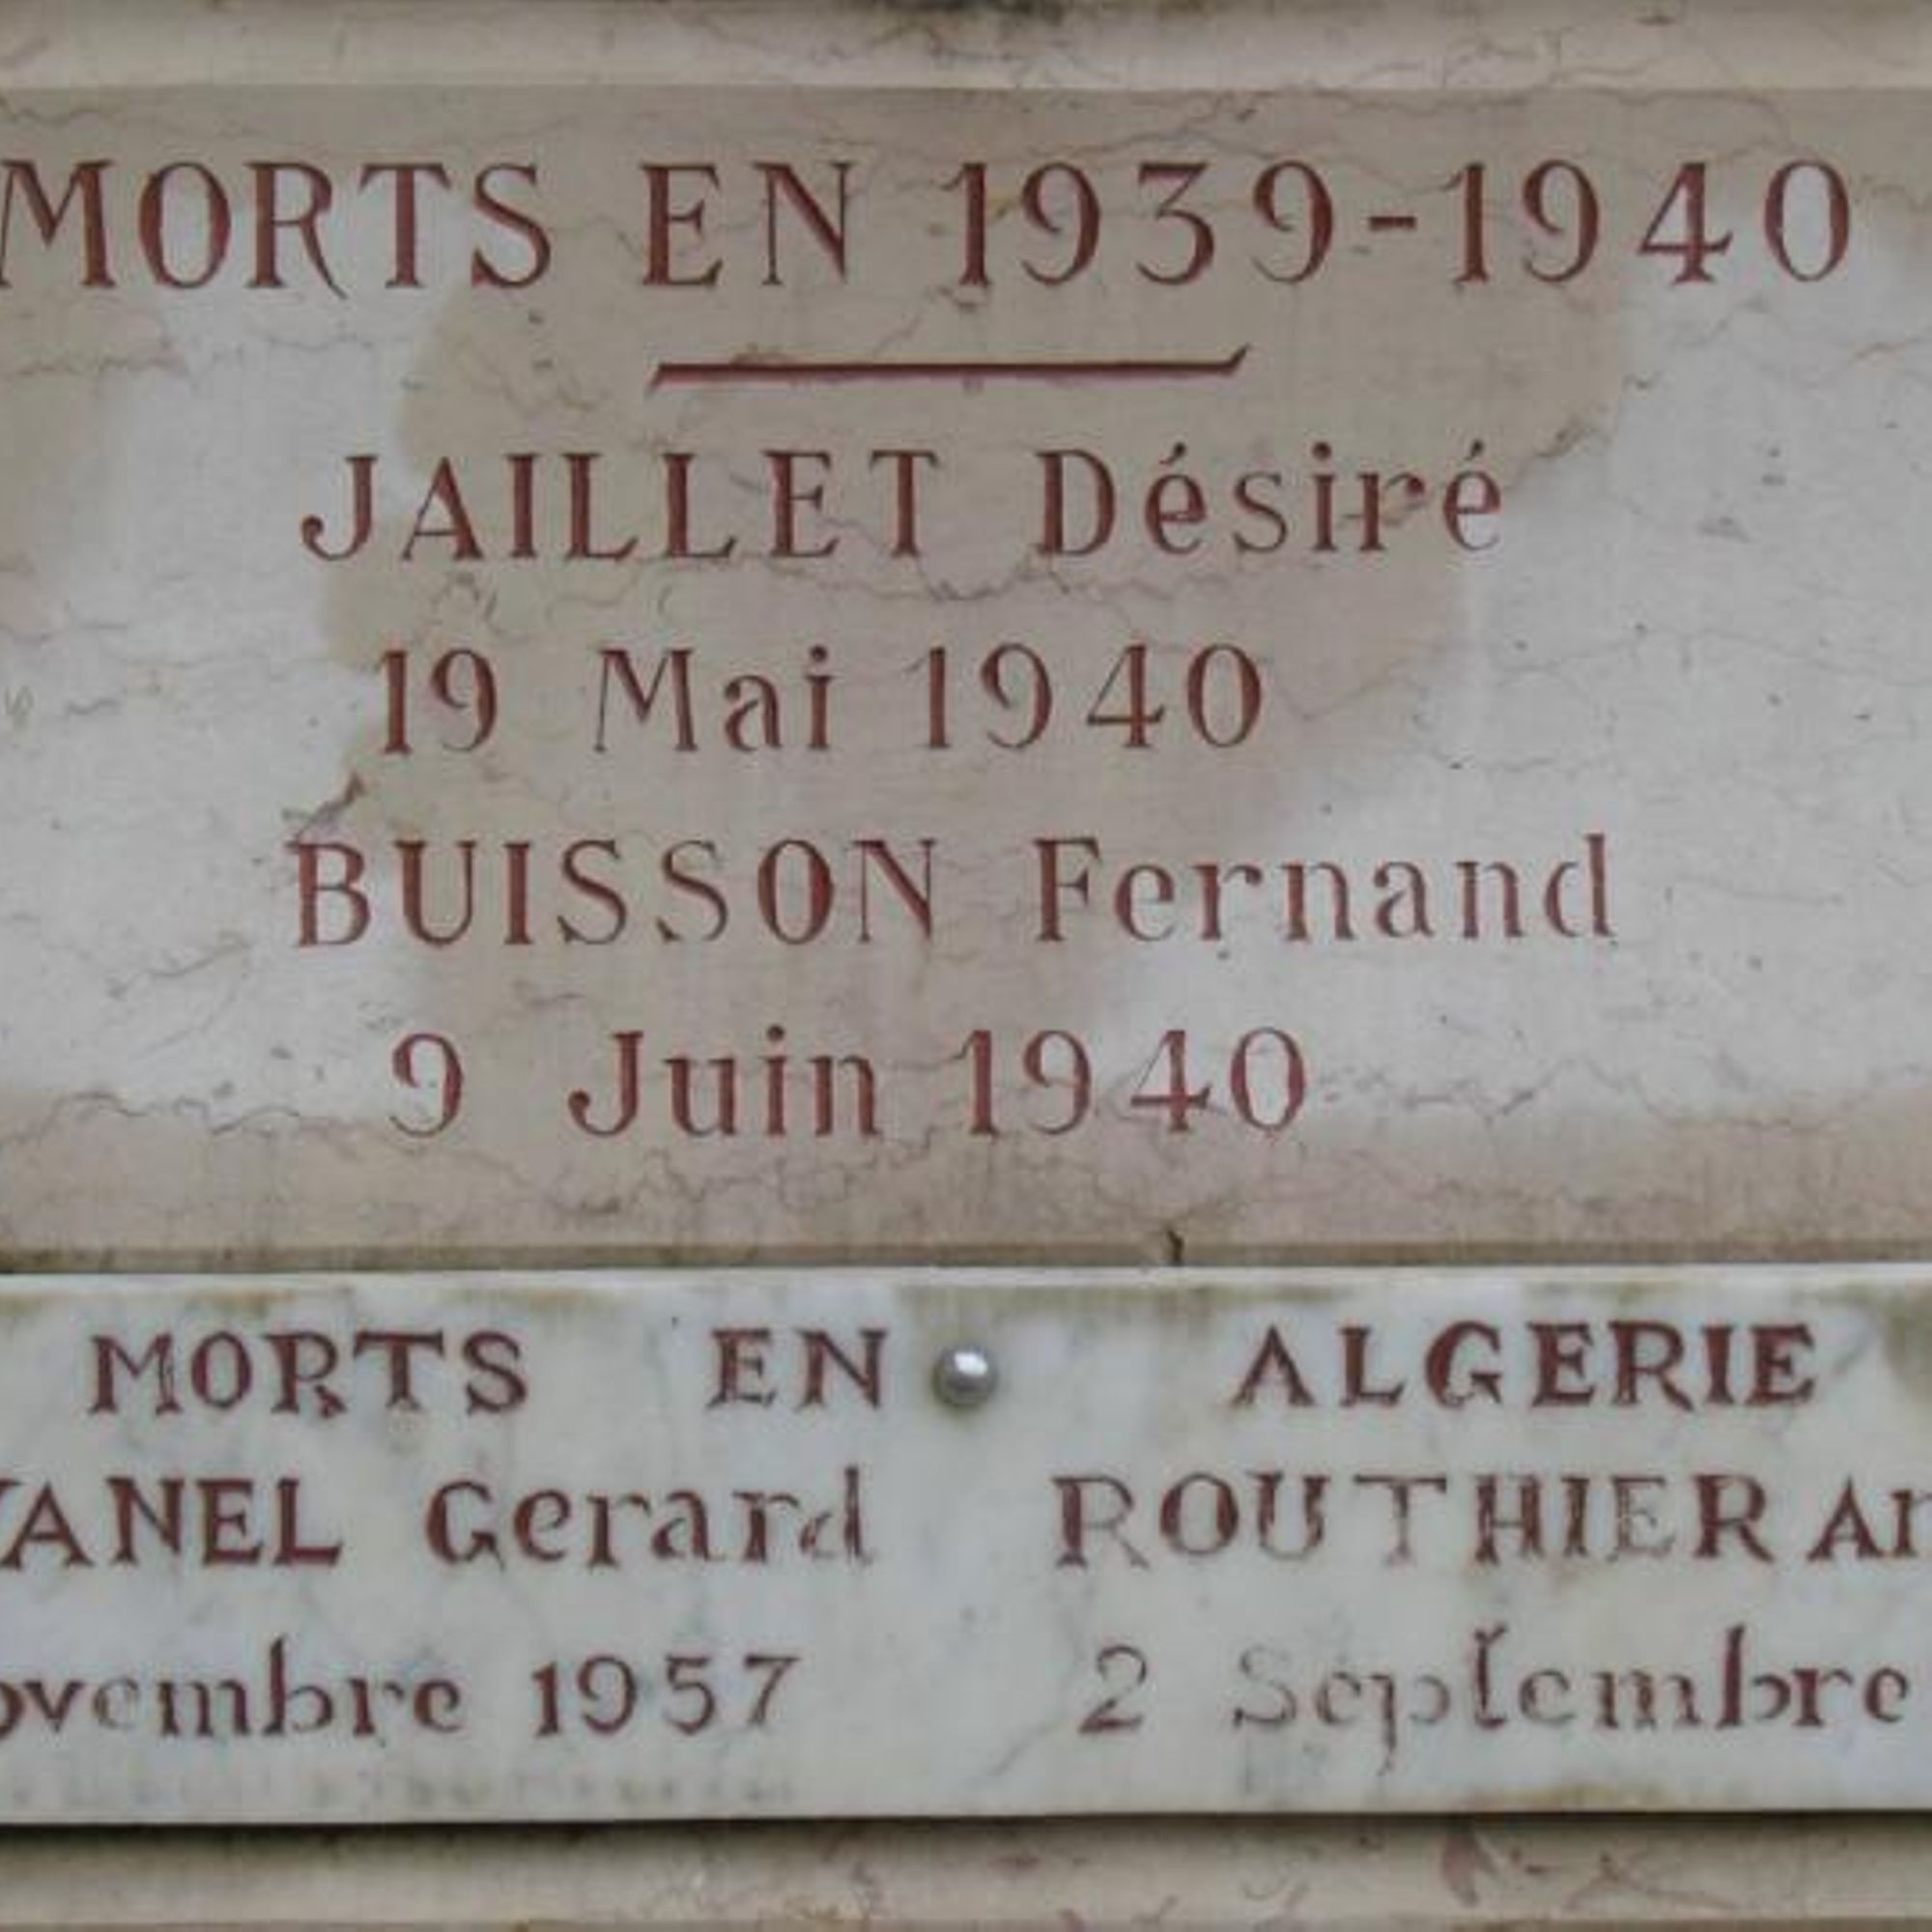 MORTS EN 1939-1940
JAILLET Désiré
19 Mai 1940
BUISSON Fernand
9 Juin 1940
MORTS EN ALGERIE
Gerard ROUTHIER
1957 2 Septembre